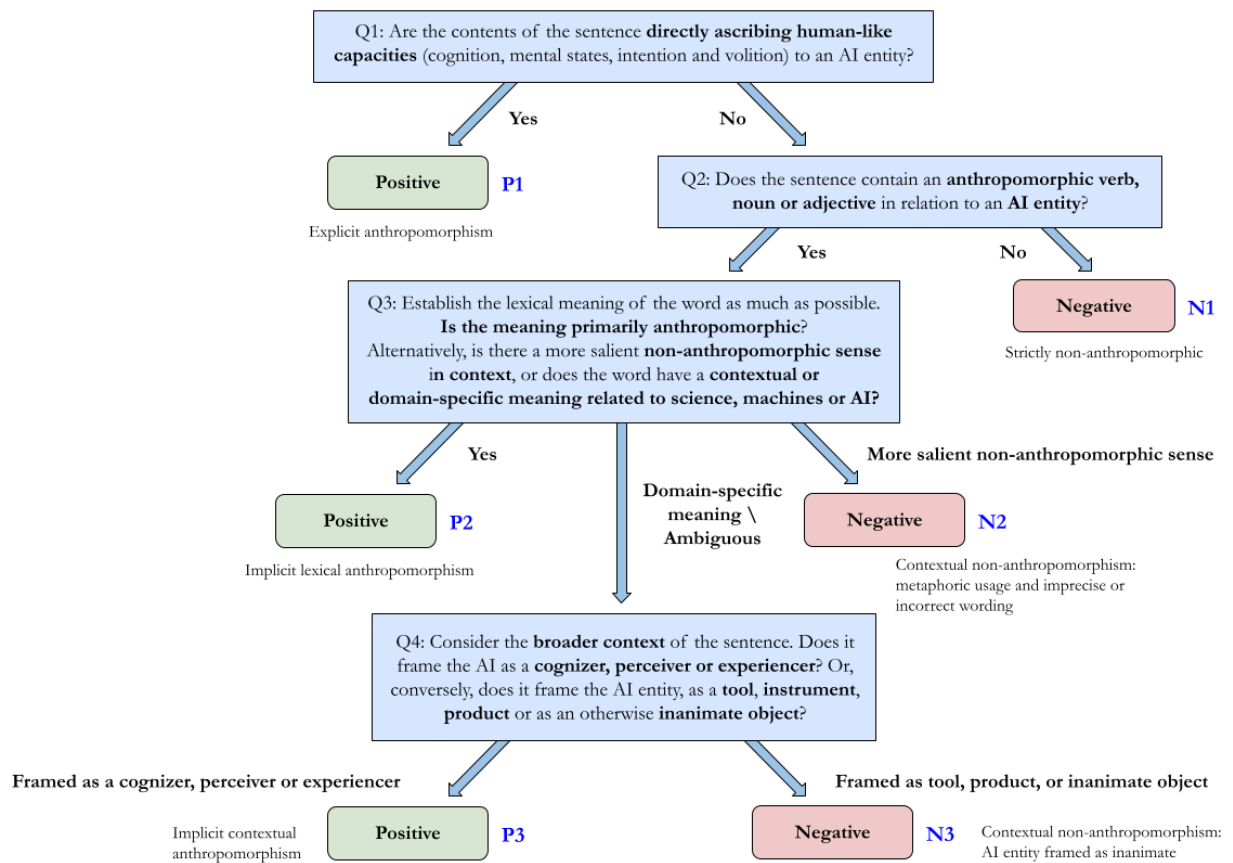 Q1: Are the contents of the sentence directly ascribing human-like
capacities (cognition, mental states, intention and volition) to an AI entity?
Yes
No
Positive
P1
Explicit anthropomorphism
Q2: Does the sentence contain an anthropomorphic verb,
noun or adjective in relation to an AI entity?
Yes
No
Negative
N1
Strictly non-anthropomorphic
Q3: Establish the lexical meaning of the word as much as possible.
Is the meaning primarily anthropomorphic?
Alternatively, is there a more salient non-anthropomorphic sense
in context, or does the word have a contextual or
domain-specific meaning related to science, machines or AI?
Yes
Domain-specific
meaning \
Ambiguous
More salient non-anthropomorphic sense
Positive
P2
Implicit lexical anthropomorphism
Negative
N2
Contextual non-anthropomorphism:
metaphoric usage and imprecise or
incorrect wording
Q4: Consider the broader context of the sentence. Does it
frame the AI as a cognizer, perceiver or experiencer? Or,
conversely, does it frame the AI entity, as a tool, instrument,
product or as an otherwise inanimate object?
Framed as a cognizer, perceiver or experiencer
Framed as tool, product, or inanimate object
Implicit contextual
anthropomorphism
Positive
P3
Negative
N3
Contextual non-anthropomorphism:
AI entity framed as inanimate